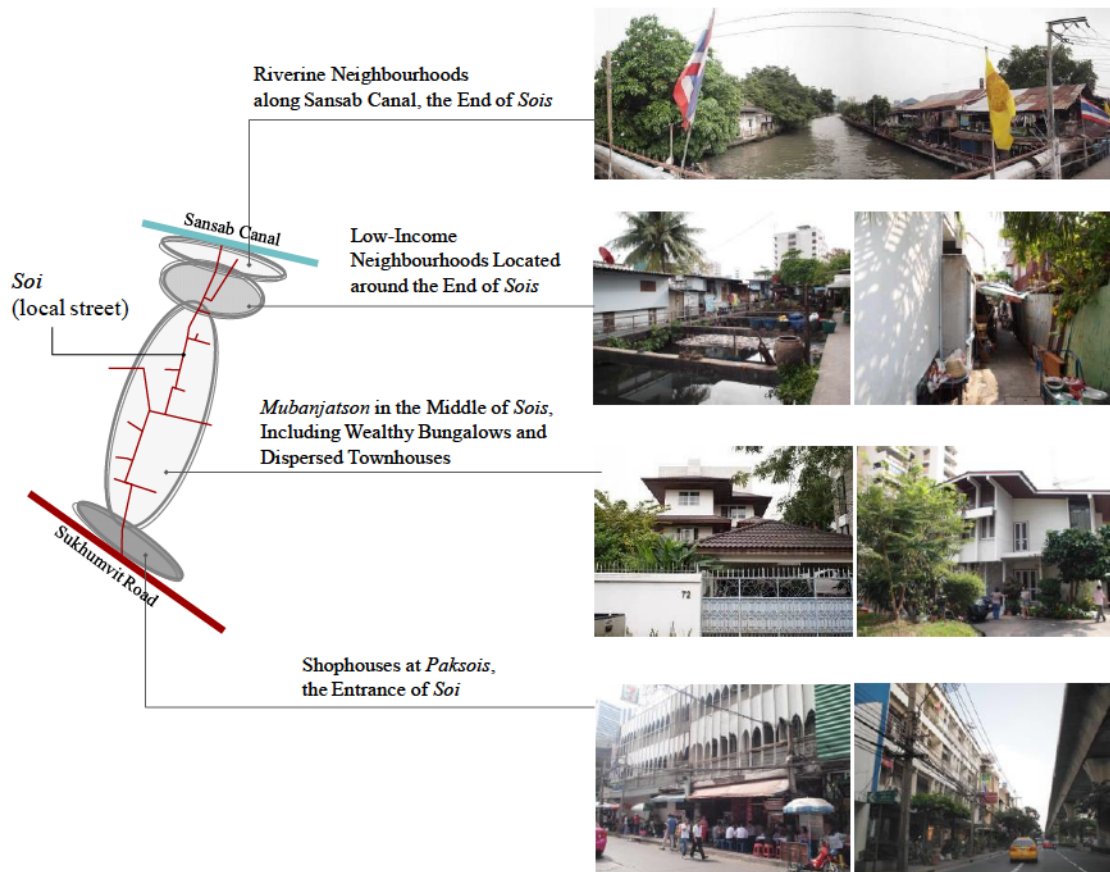 Riverine Neighbourhoods
along Sansab Canal, the End of Sois
Sansab Canal
Low-Income
Neighbourhoods Located
around the End of Sois
Soi
(local street)
Mubanjatson in the Middle of Sois,
Including Wealthy Bungalows and
Dispersed Townhouses
72
Sukhumvit Road
Shophouses at Paksois,
the Entrance of Soi